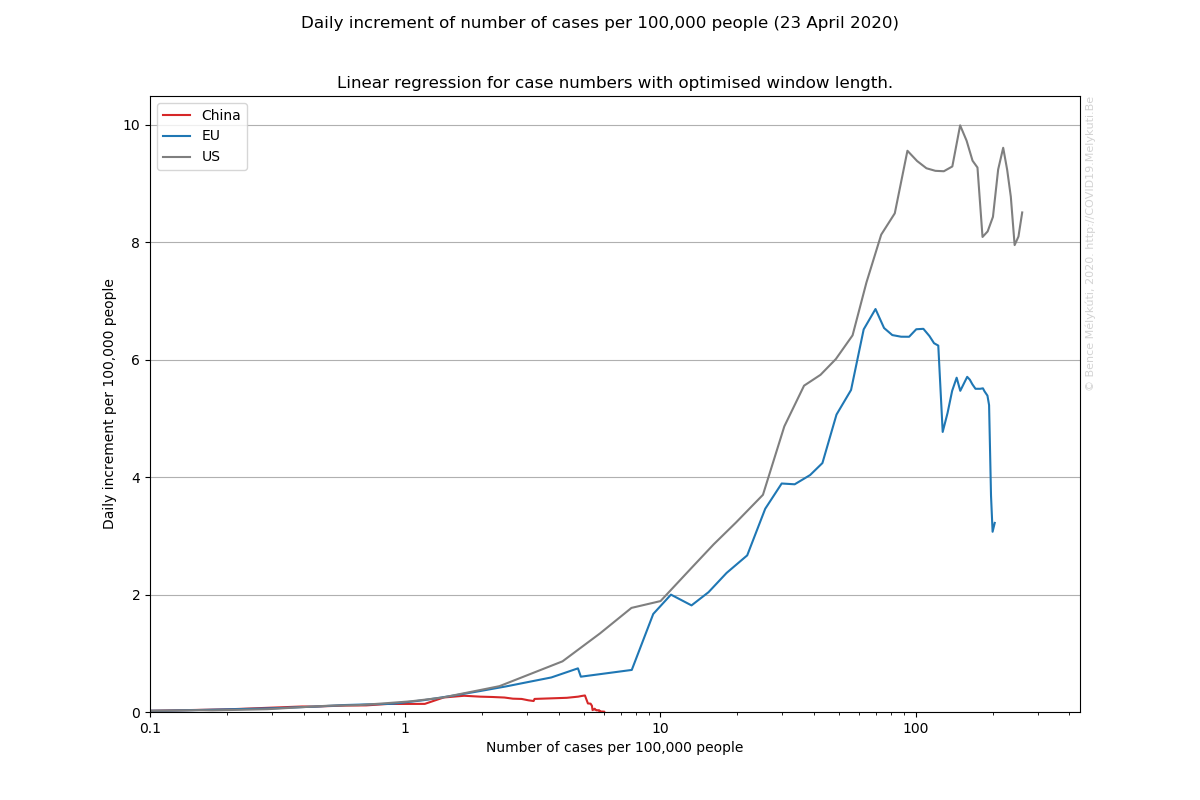 Daily increment of number of cases per 100,000 people (23 April 2020)
Linear regression for case numbers with optimised window length.
China
EU
US
10
8
6
4
2
0
Daily increment per 100,000 people
0.1
1
10
100
Number of cases per 100,000 people
© Bence Mélykúti, 2020. http://COVID19.Melykuti.Be